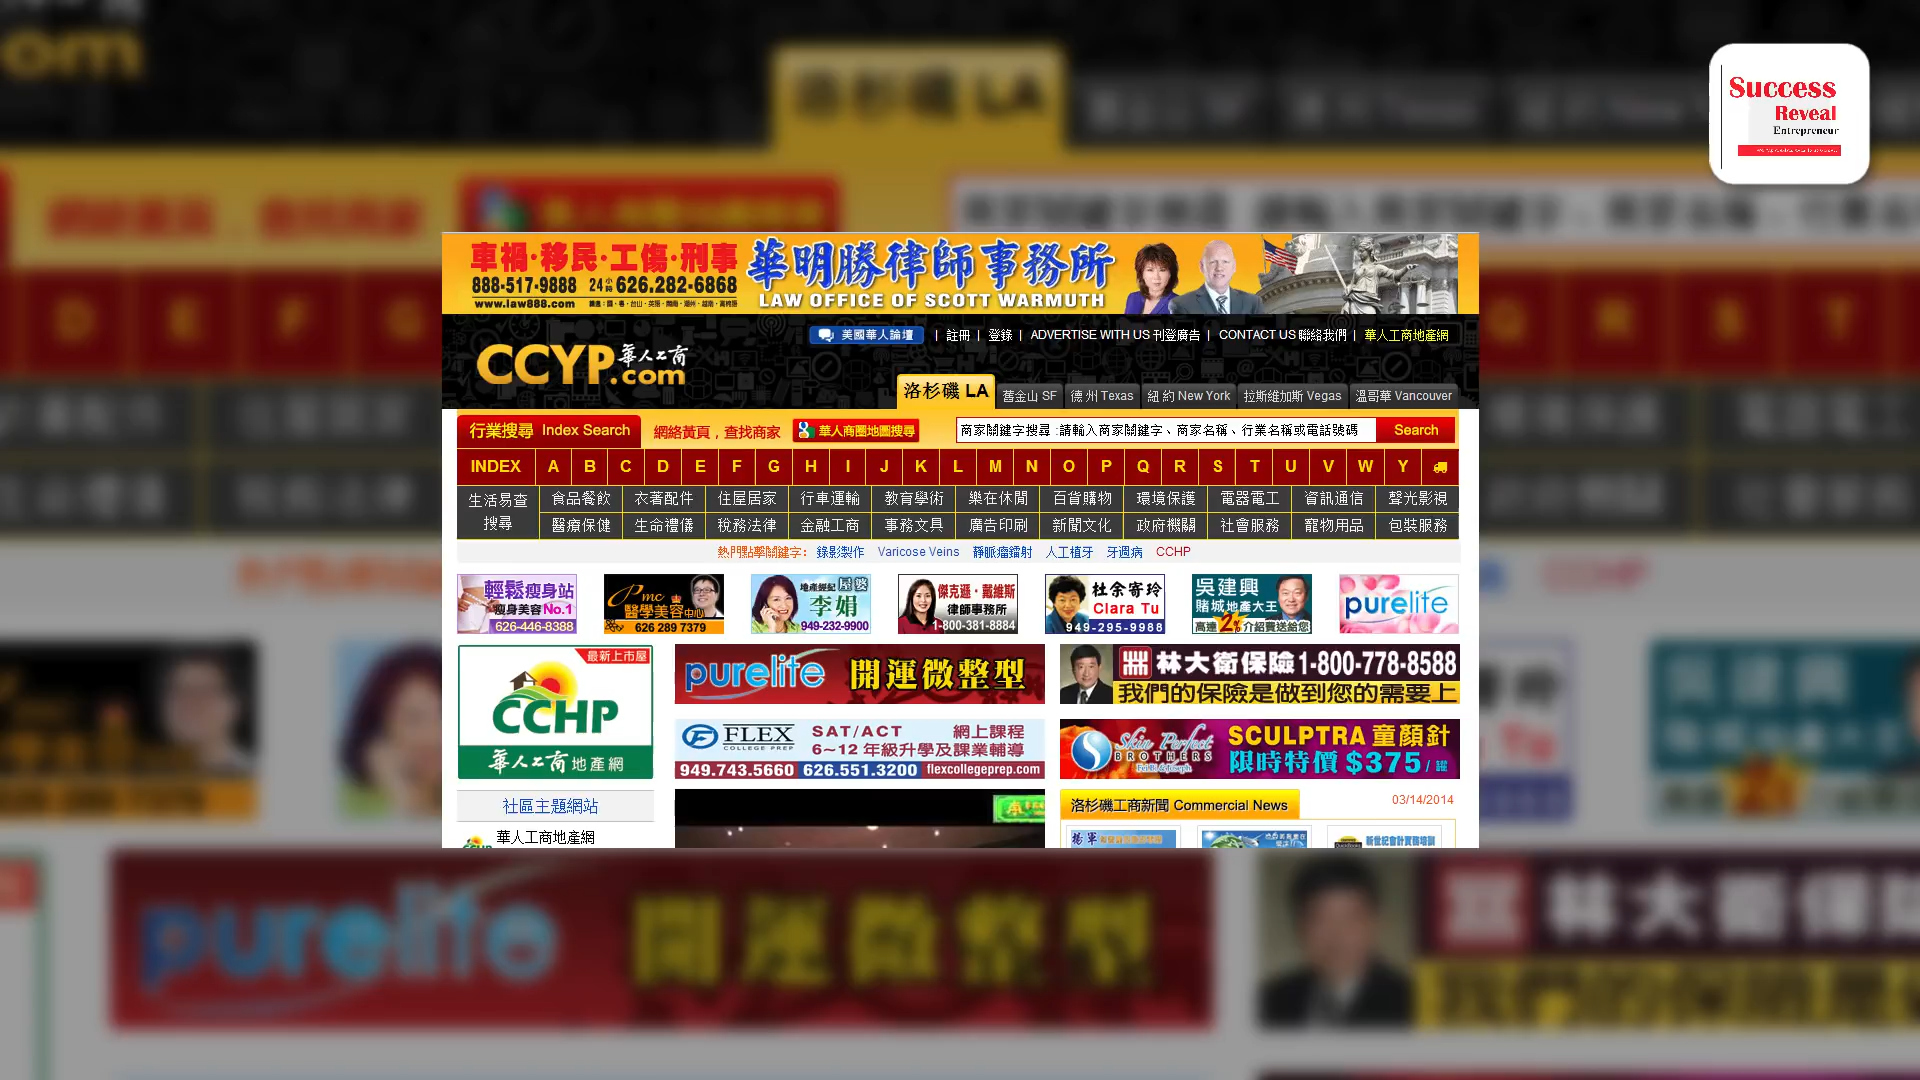 Success
Reveal
Entrepreneur
車禍·移民·工傷·刑事
888-517-9888 24小時 626.282-6868
www.law888.com
華明勝律師事務所
LAW OFFICE OF SCOTT WARMUTH
美國華人論壇 | 註冊 | 登錄 | ADVERTISE WITH US 刊登廣告 | CONTACT US 聯絡我們 | 華人工商地產網
CCYP.com 華人工商
洛杉磯 LA 舊金山 SF 德州 Texas 紐約 New York 拉斯維加斯 Vegas 溫哥華 Vancouver
行業搜尋 Index Search 網絡黃頁，查找商家 華人商圈地圖搜尋 商家關鍵字搜尋 :請輸入商家關鍵字、商家名稱、行業名稱或電話號碼 Search
INDEX A B C D E F G H I J K L M N O P Q R S T U V W Y
生活易查
搜尋
食品餐飲 衣著配件 住屋居家 行車運輸 教育學術 樂在休閒 百貨購物 環境保護 電器電工 資訊通信 聲光影視
醫療保健 生命禮儀 稅務法律 金融工商 事務文具 廣告印刷 新聞文化 政府機關 社會服務 寵物用品 包裝服務
熱門點擊關鍵字： 錄影製作 Varicose Veins 靜脈瘤鐳射 人工植牙 牙週病 CCHP
輕鬆瘦身站
瘦身美容No.1
626-446-8388
Pmc
醫學美容中心
626 289 7379
地產經紀 屋婆
李娟
949-232-9900
傑克遜·戴維斯
律師事務所
1-800-381-8884
杜余寄玲
Clara Tu
949-295-9988
吳建興
賭城地產大王
高達2%介紹費送給您
purelite
最新上市屋
CCHP
華人工商地產網
purelite 開運微整型
林大衛保險1-800-778-8588
我們的保險是做到您的需要上
FLEX
COLLEGE PREP
SAT/ACT 網上課程
6~12 年級升學及課業輔導
949.743.5660 626.551.3200 flexcollegeprep.com
Skin Perfect
BROTHERS
SCULPTRA 童顏針
限時特價 $375/罐
社區主題網站
華人工商地產網
洛杉磯工商新聞 Commercial News 03/14/2014